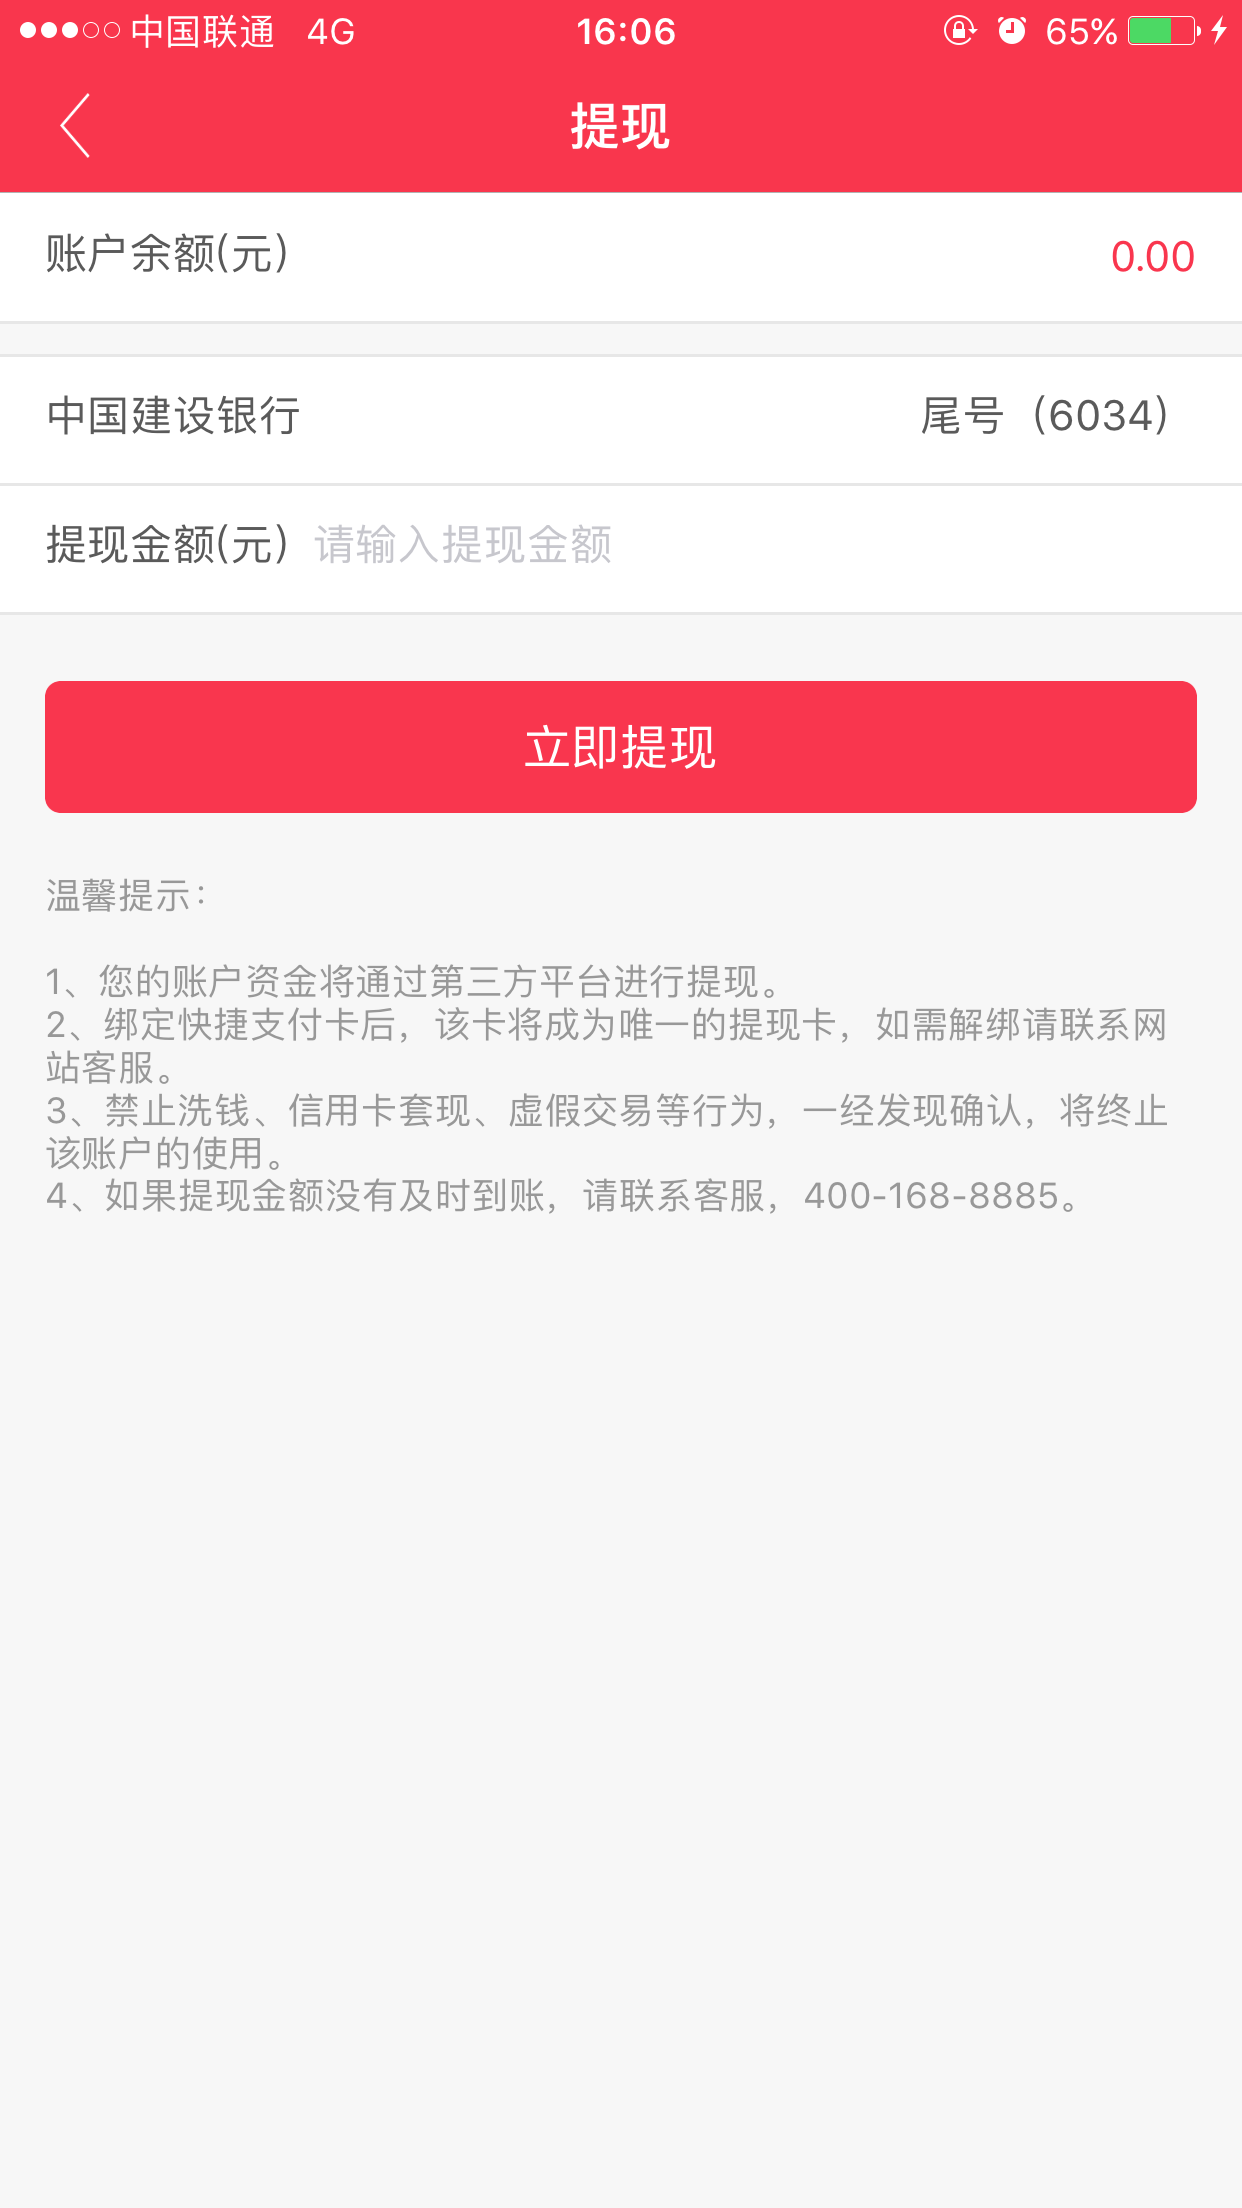 中国联通 4G 16:06 65%
提现
账户余额(元) 0.00
中国建设银行 尾号（6034）
提现金额(元) 请输入提现金额
立即提现
温馨提示：
1、您的账户资金将通过第三方平台进行提现。
2、绑定快捷支付卡后，该卡将成为唯一的提现卡，如需解绑请联系网
站客服。
3、禁止洗钱、信用卡套现、虚假交易等行为，一经发现确认，将终止
该账户的使用。
4、如果提现金额没有及时到账，请联系客服，400-168-8885。